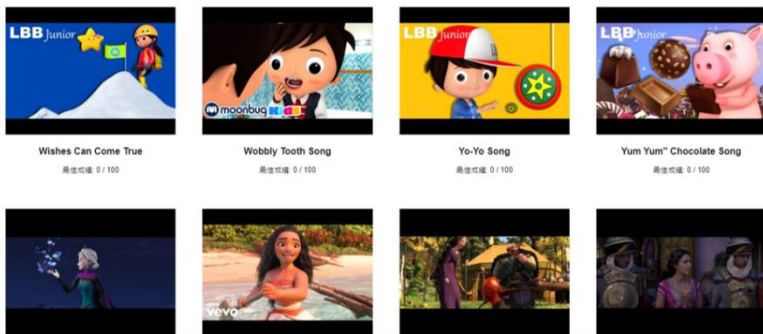 LBB Junior
moonbug KIDS
LBB Junior
LBB Junior
Wishes Can Come True
Wobbly Tooth Song
Yo-Yo Song
Yum Yum" Chocolate Song
最佳成績: 0 / 100
最佳成績: 0 / 100
最佳成績: 0 / 100
最佳成績: 0 / 100
vevo